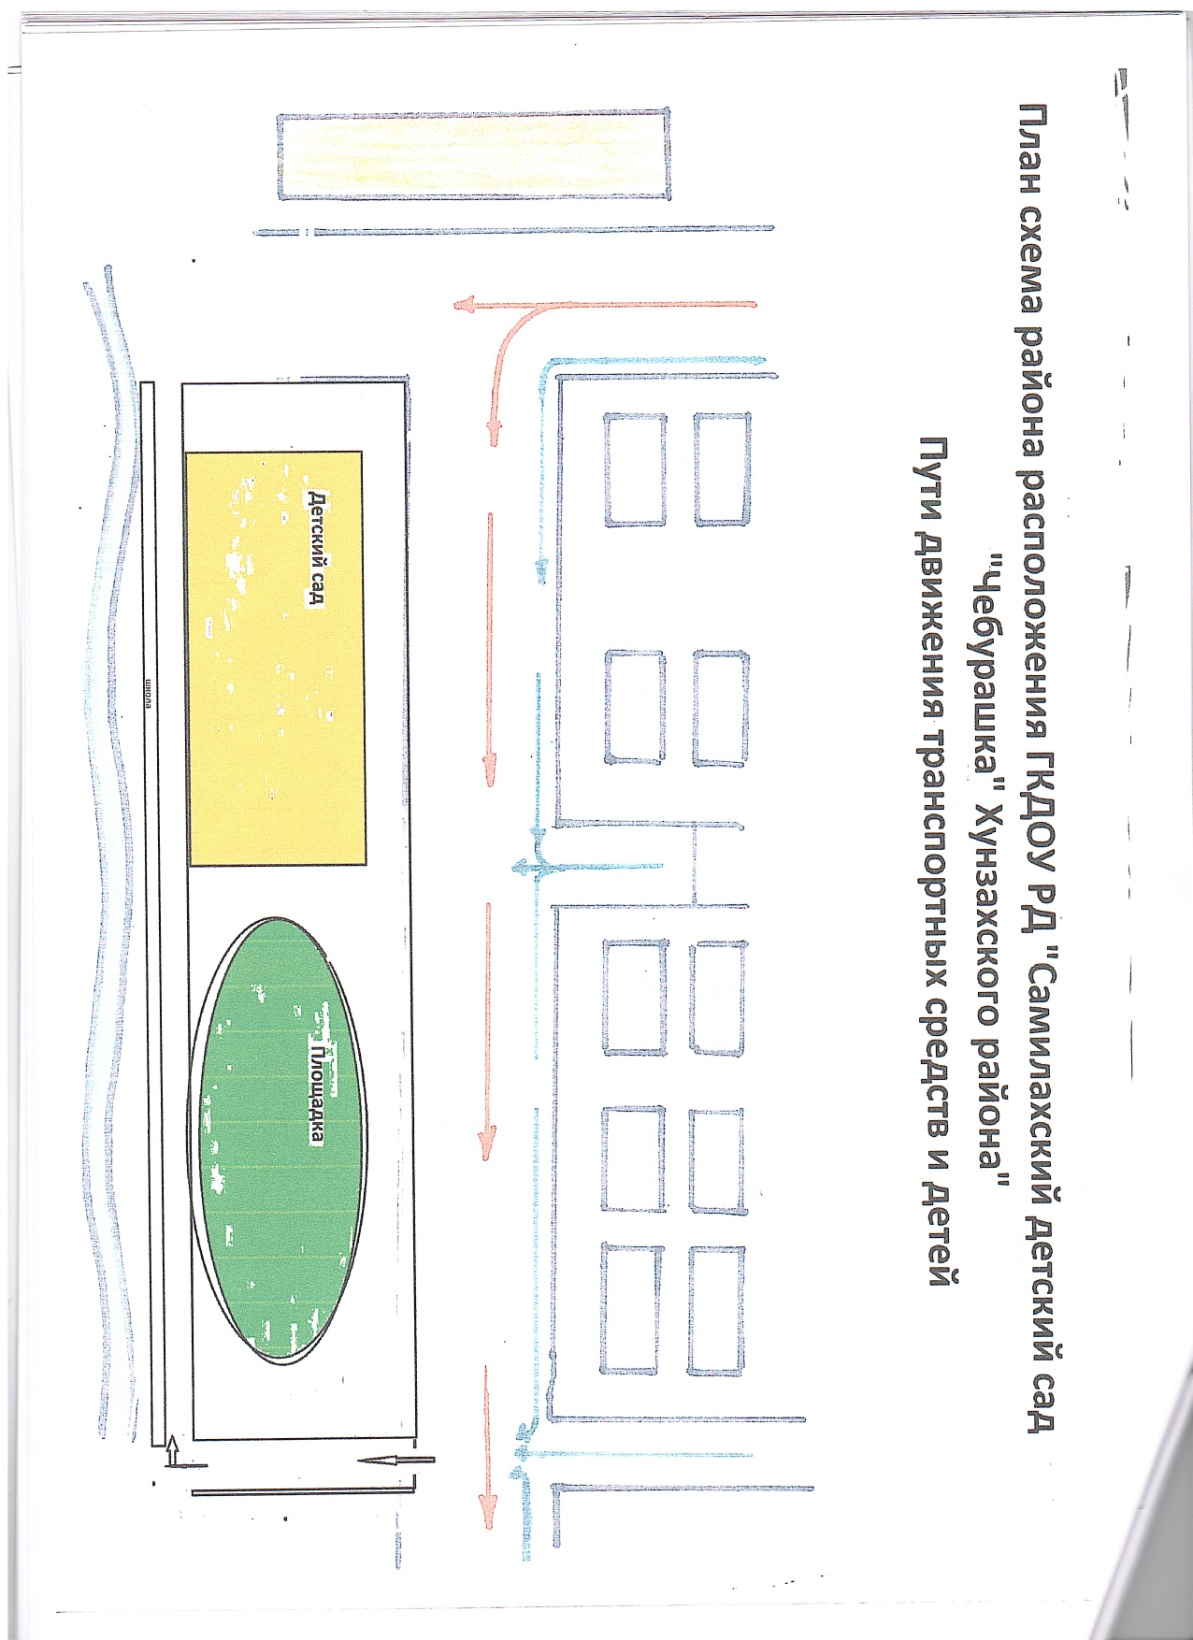 План схема района расположения ГКДОУ РД "Самилахский детский сад
"Чебурашка" Хунзахского района"
Пути движения транспортных средств и детей
Детский сад
Площадка
школа